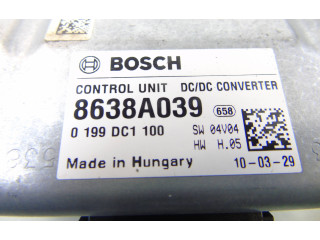 BOSCH
CONTROL UNIT DC/DC CONVERTER
8638A039 658
0 199 DC1 100 SW 04V04
HW H.05
Made in Hungary 10-03-29